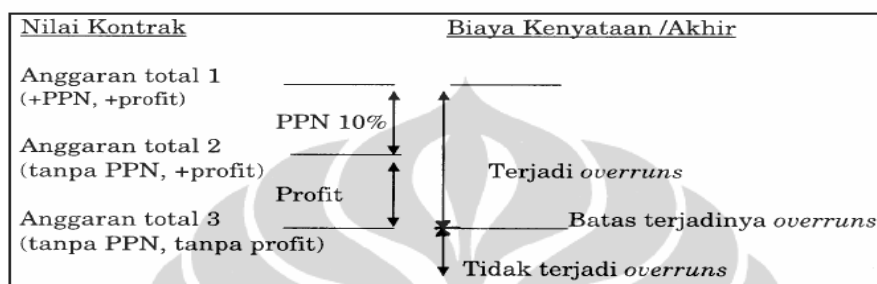 Nilai Kontrak
Biaya Kenyataan /Akhir
Anggaran total 1
(+PPN, +profit)
PPN 10%
Anggaran total 2
(tanpa PPN, +profit)
Terjadi overruns
Profit
Anggaran total 3
Batas terjadinya overruns
(tanpa PPN, tanpa profit)
Tidak terjadi overruns